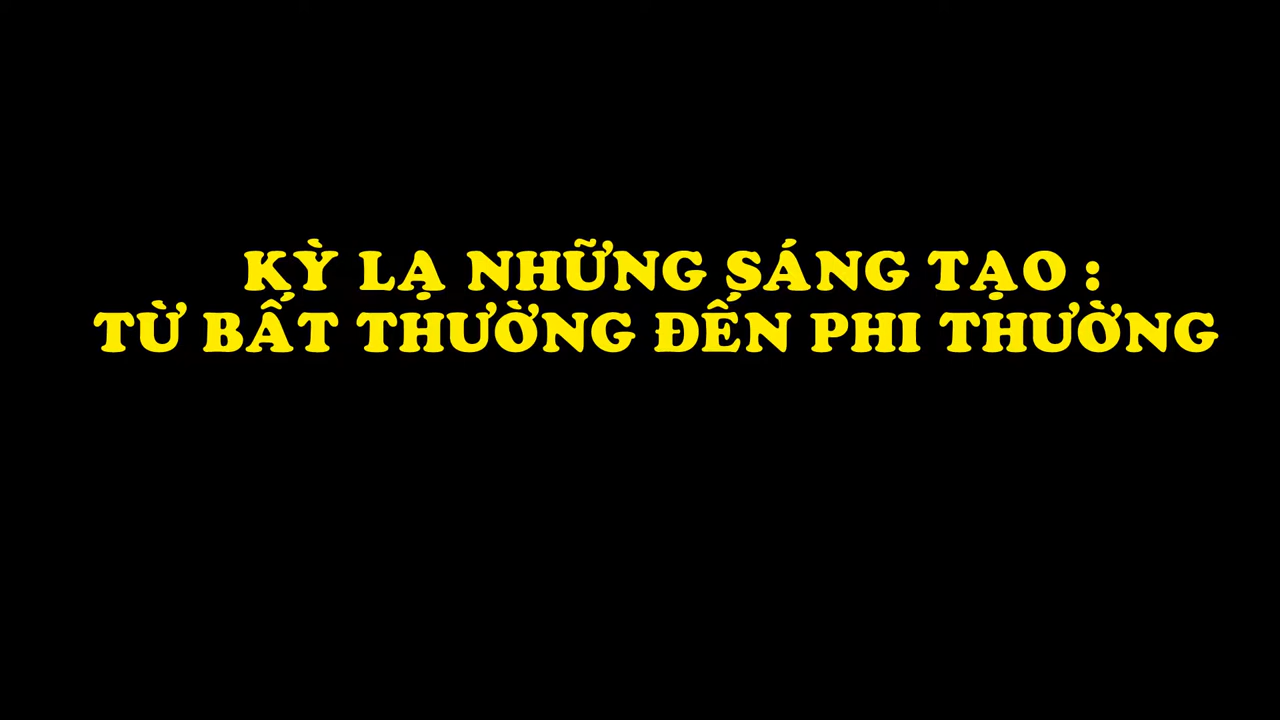 KỲ LẠ NHỮNG SÁNG TẠO :
TỪ BẤT THƯỜNG ĐẾN PHI THƯỜNG